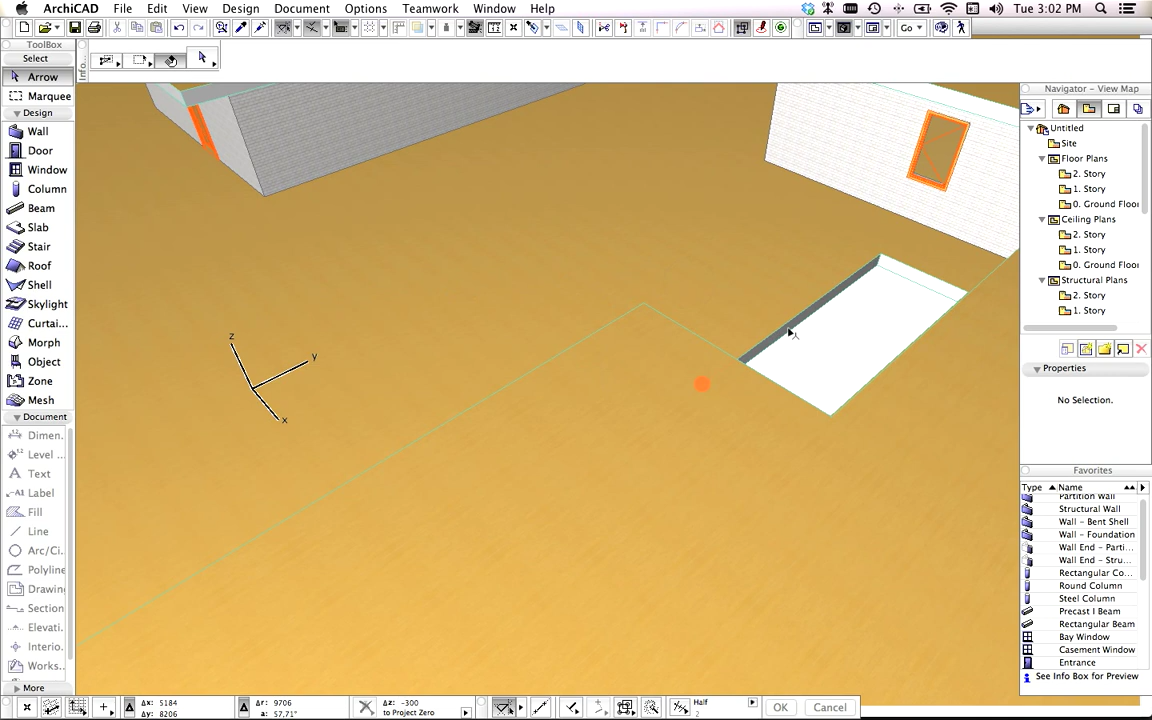 ArchiCAD File Edit View Design Document Options Teamwork Window Help Tue 3:02 PM
ToolBox
Select
Arrow
Marquee
Design
Wall
Door
Window
Column
Beam
Slab
Stair
Roof
Shell
Skylight
Curtai...
Morph
Object
Zone
Mesh
Document
Dimen.
Level ...
Text
Label
Fill
Line
Arc/Ci.
Polyline
Drawing
Section
Elevati.
Interio.
Works..
More
Info
Go
z
y
x
Navigator - View Map
Untitled
Site
Floor Plans
2. Story
1. Story
0. Ground Floor
Ceiling Plans
2. Story
1. Story
0. Ground Floor
Structural Plans
2. Story
1. Story
Properties
No Selection.
Favorites
Type Name
Partition Wall
Structural Wall
Wall - Bent Shell
Wall - Foundation
Wall End - Parti...
Wall End - Stru...
Rectangular Co...
Round Column
Steel Column
Precast I Beam
Rectangular Beam
Bay Window
Casement Window
Entrance
See Info Box for Preview
Δx: 5184
Δy: 8206
Δr: 9706
a: 57,71°
Δz: -300
to Project Zero
Half
2
OK Cancel